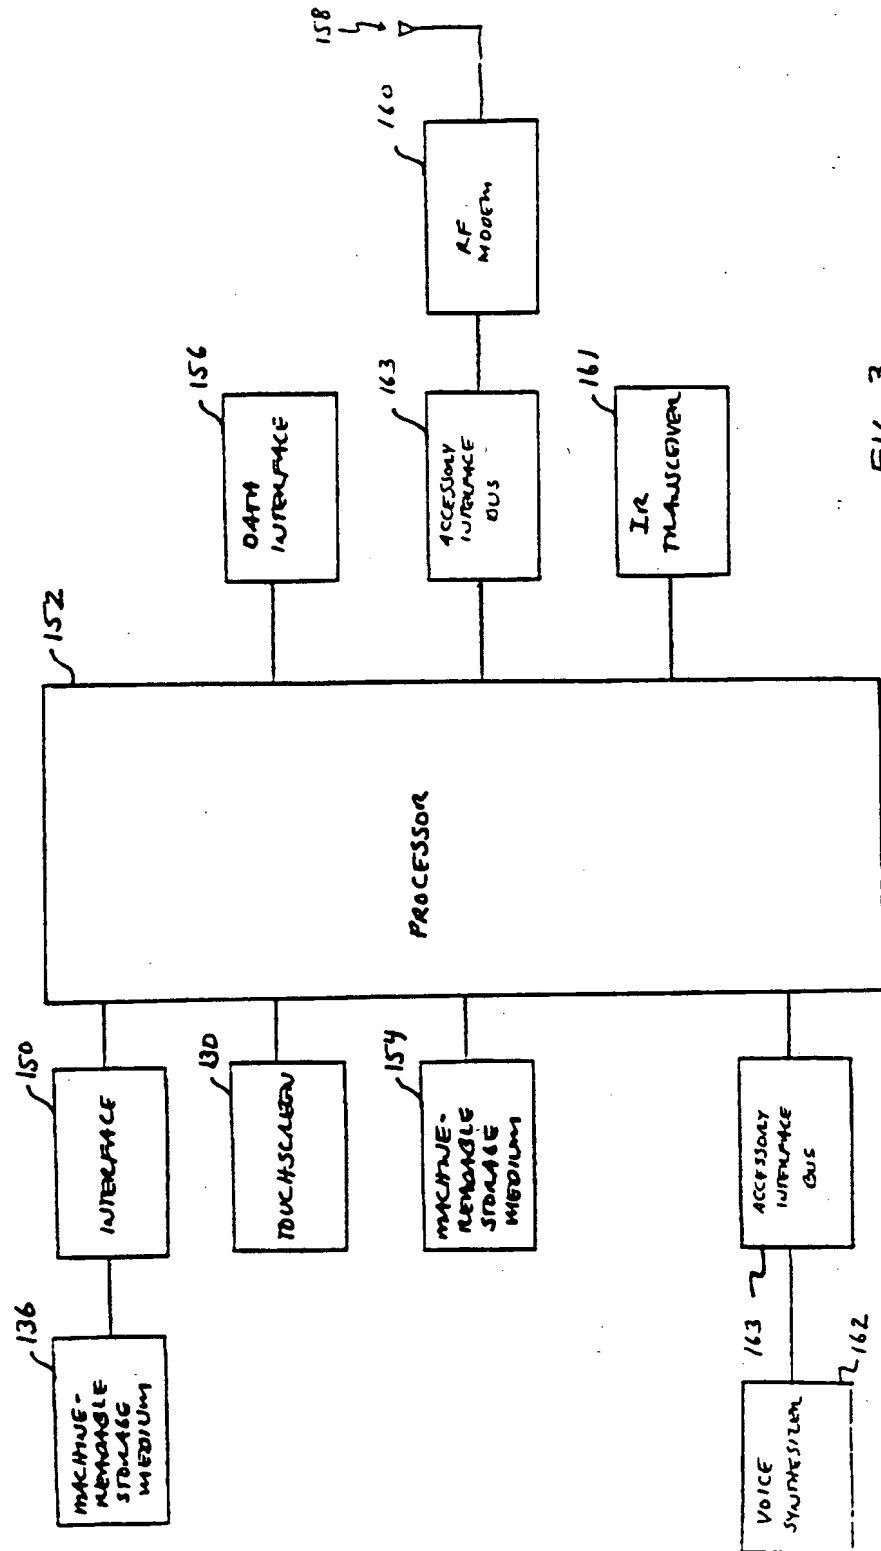 136
MACHINE-
READABLE
STORAGE
MEDIUM
150
INTERFACE
130
TOUCHSCREEN
154
MACHINE-
READABLE
STORAGE
MEDIUM
163
ACCESSORY
INTERFACE
BUS
162
VOICE
SYNTHESIZER
152
PROCESSOR
156
DATA
INTERFACE
163
ACCESSORY
INTERFACE
BUS
160
RF
MODEM
158
161
IR
TRANSCEIVER